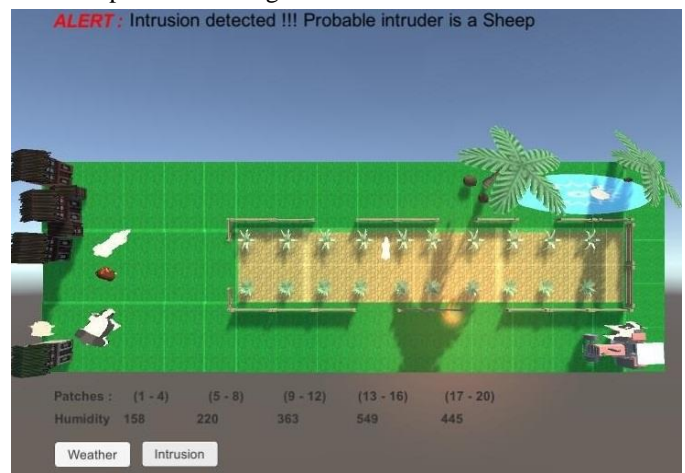 ALERT : Intrusion detected !!! Probable intruder is a Sheep
Patches : (1 - 4) (5 - 8) (9 - 12) (13 - 16) (17 - 20)
Humidity 158 220 363 549 445
Weather Intrusion